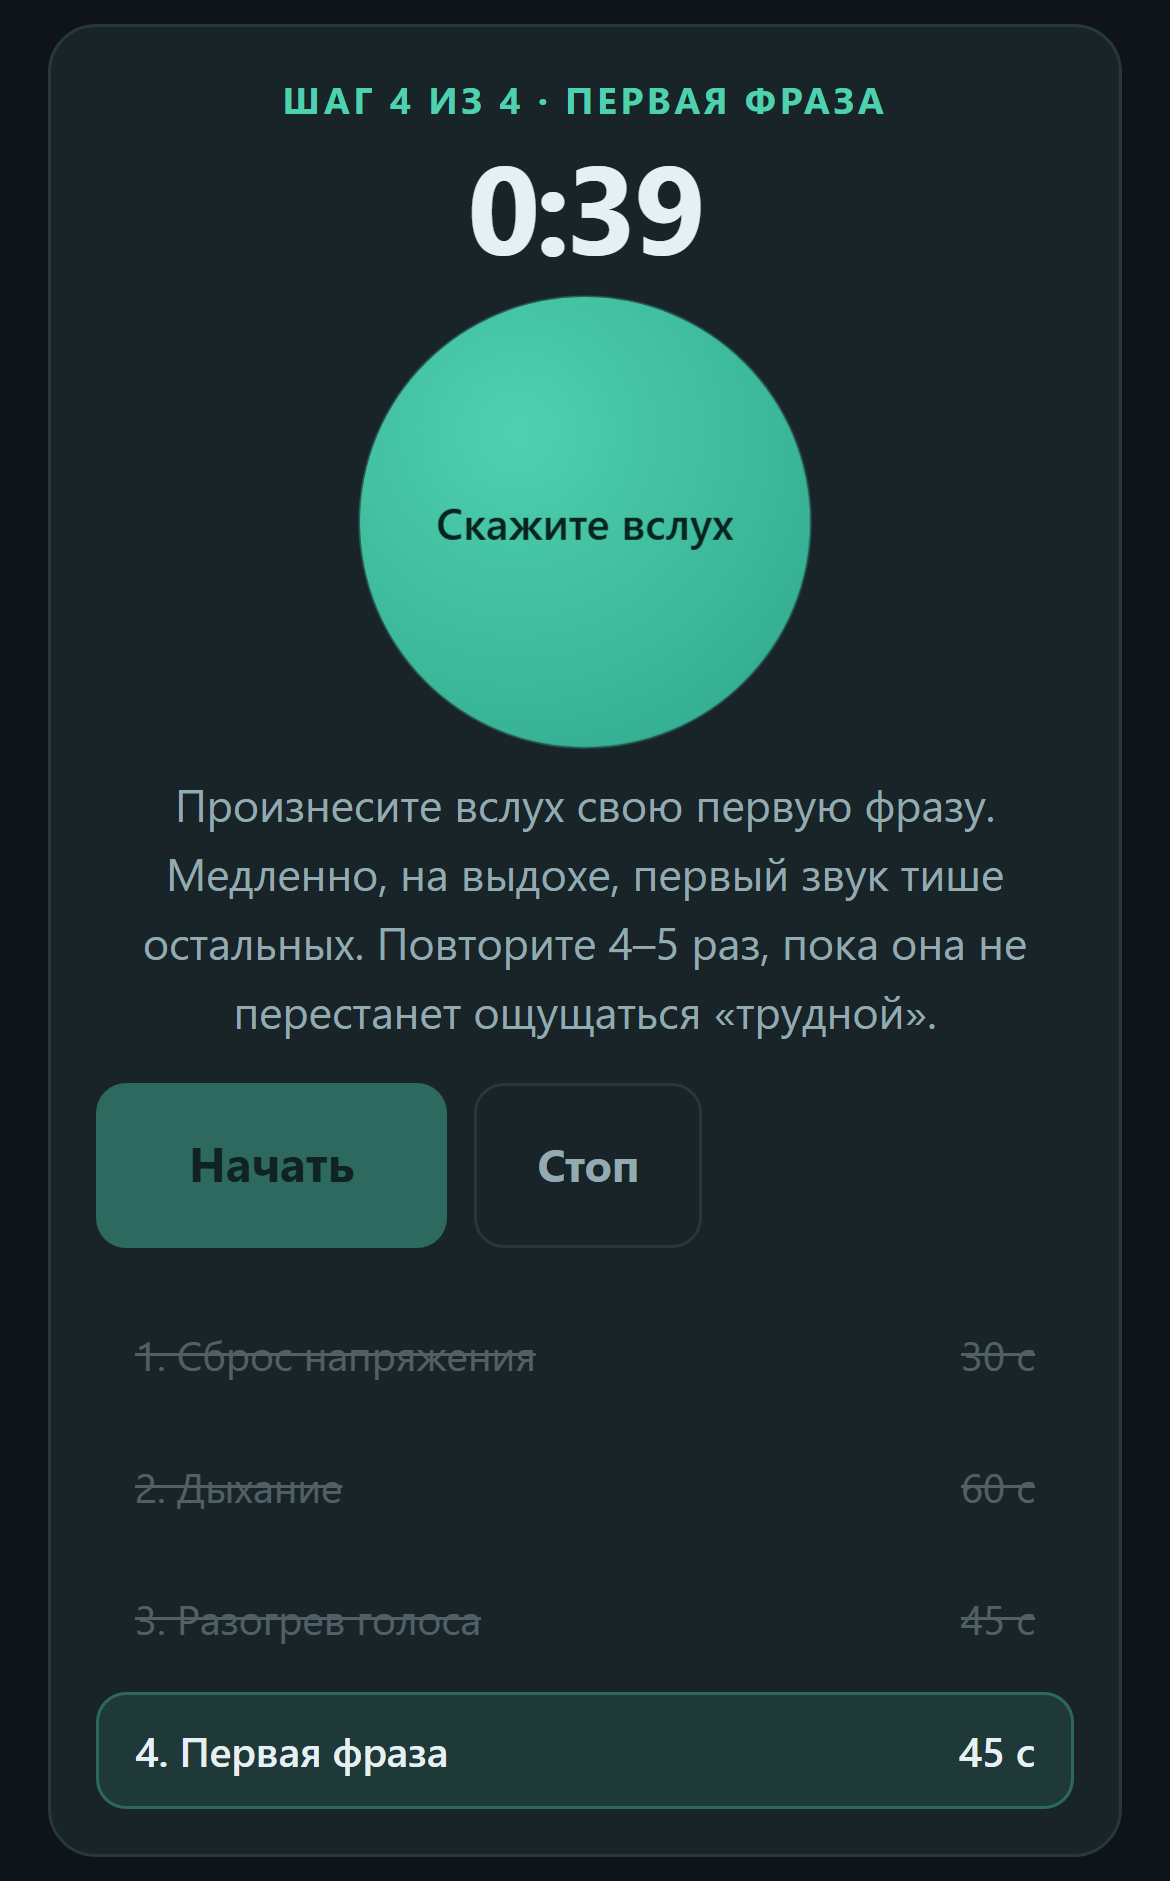 ШАГ 4 ИЗ 4 · ПЕРВАЯ ФРАЗА
0:39
Скажите вслух
Произнесите вслух свою первую фразу.
Медленно, на выдохе, первый звук тише
остальных. Повторите 4–5 раз, пока она не
перестанет ощущаться «трудной».
Начать Стоп
1. Сброс напряжения 30 с
2. Дыхание 60 с
3. Разогрев голоса 45 с
4. Первая фраза 45 с